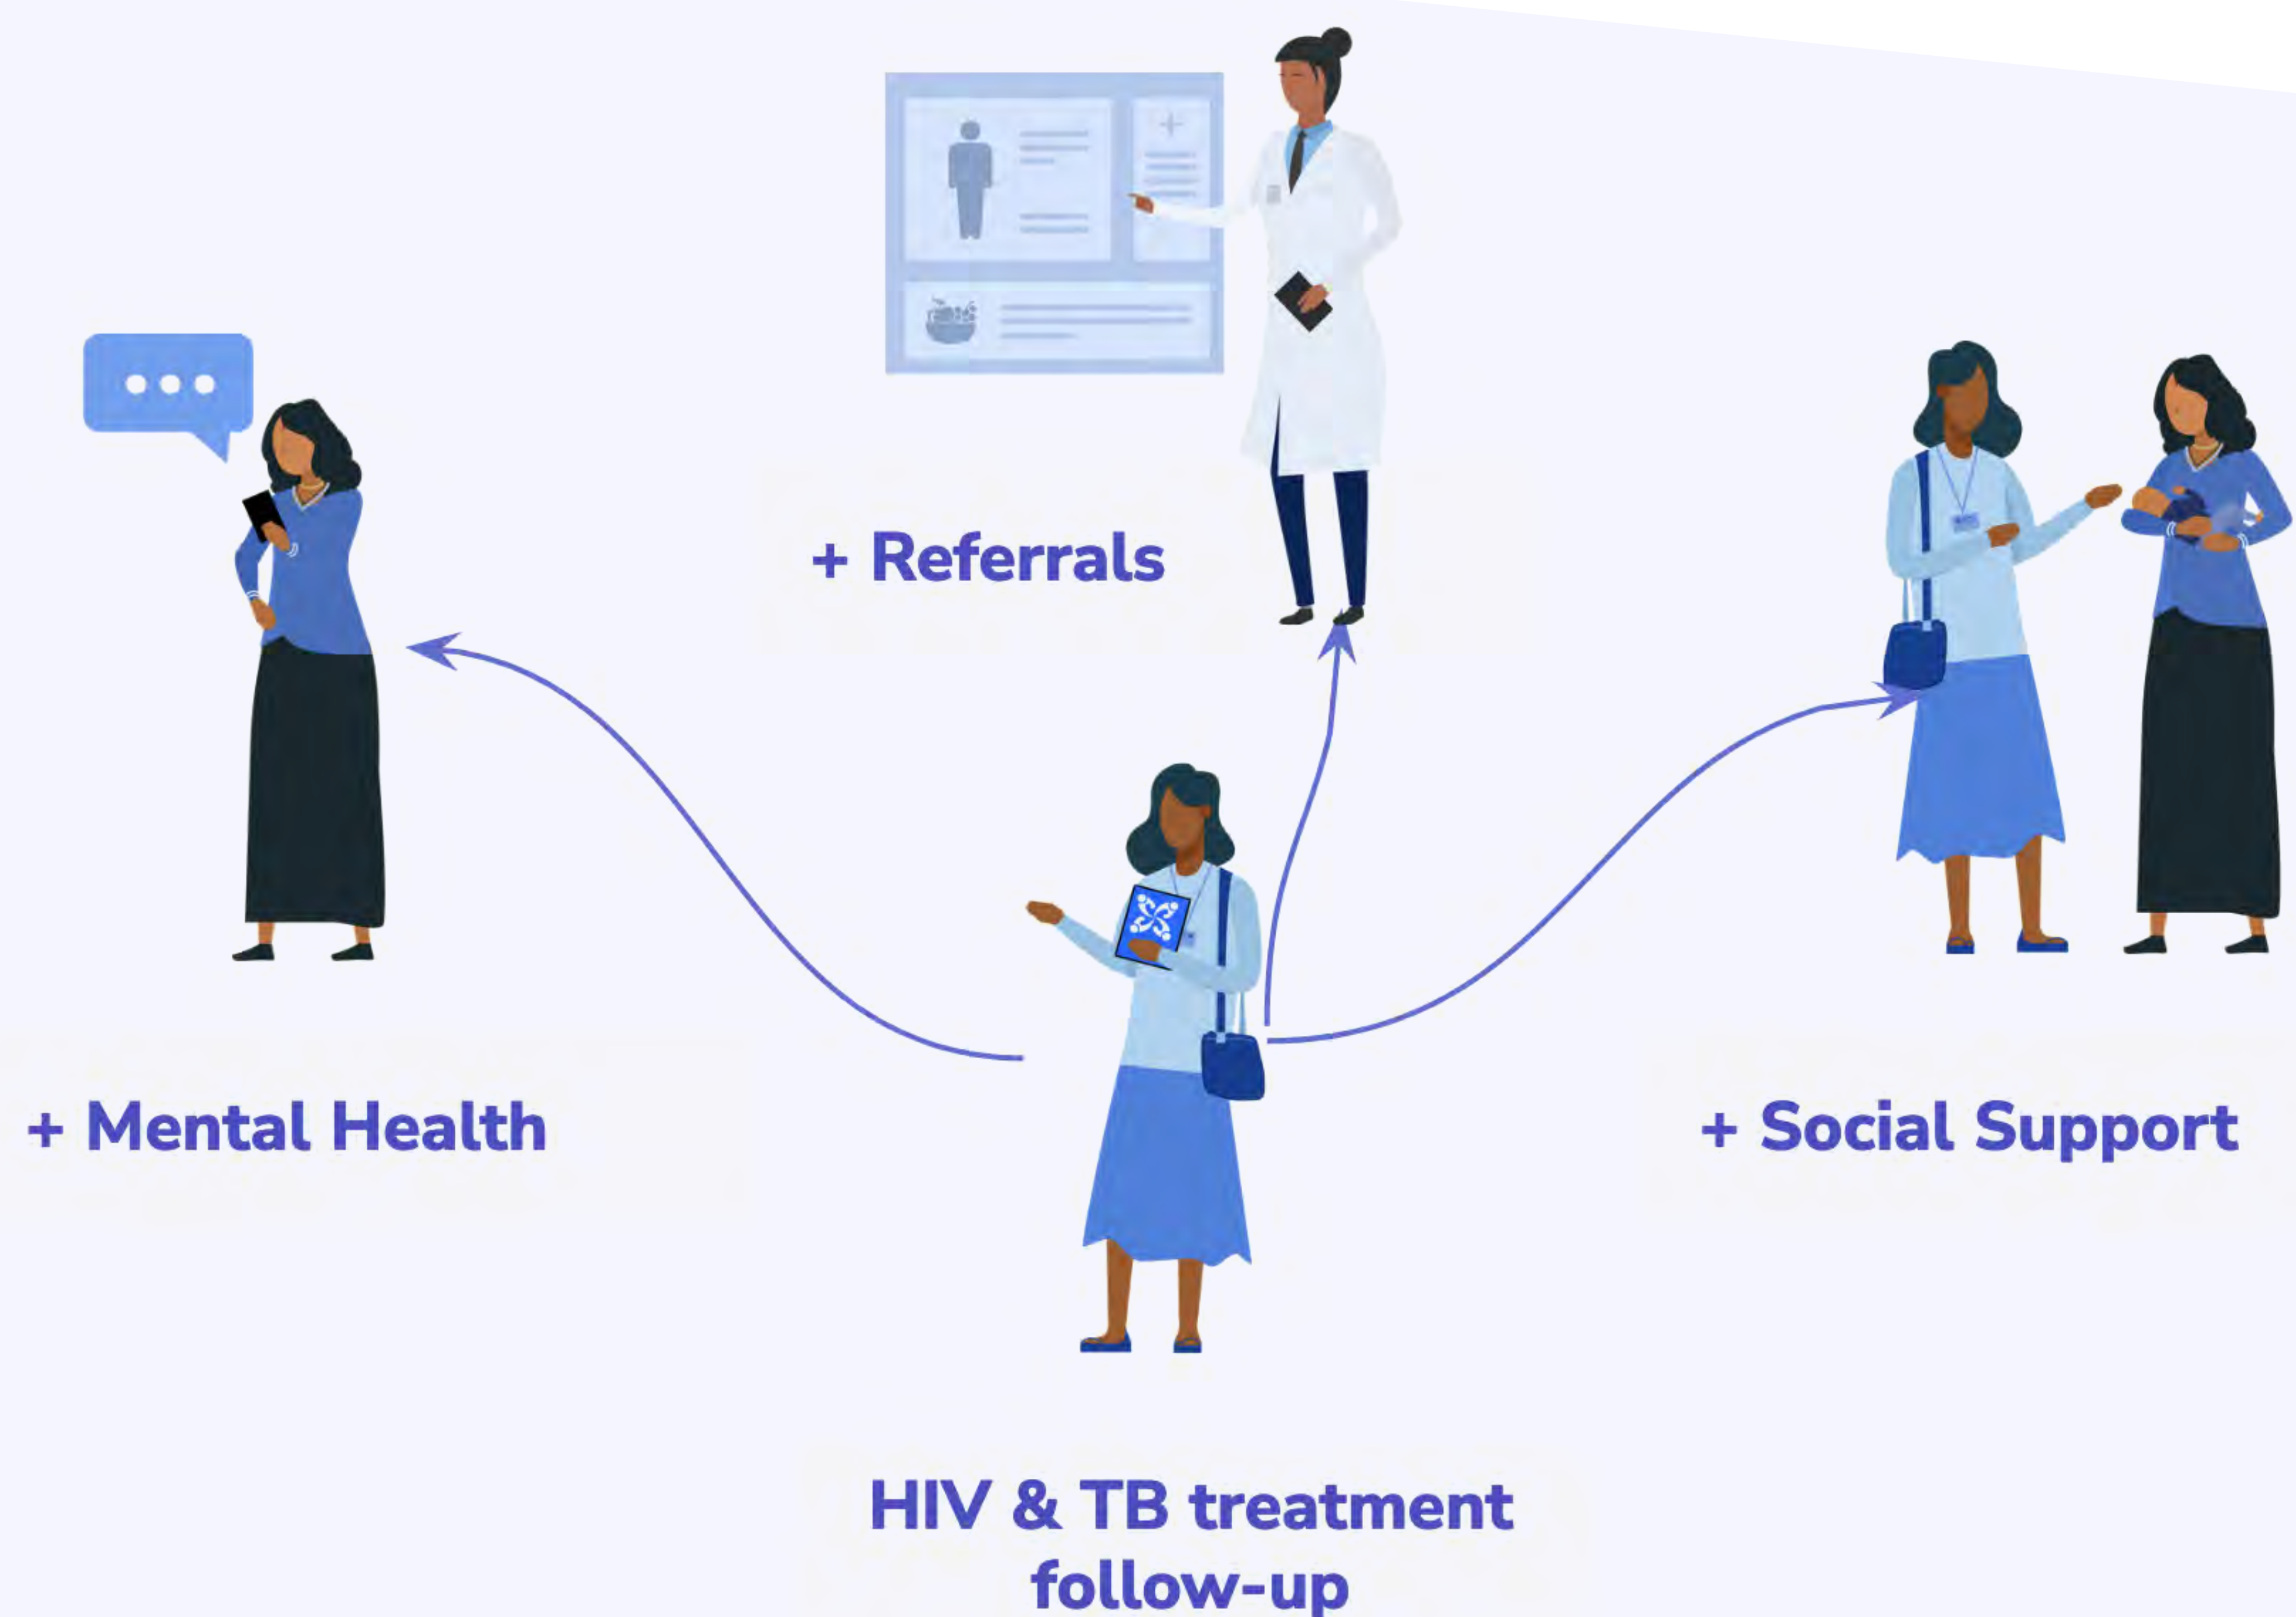 + Referrals
+ Mental Health
+ Social Support
HIV & TB treatment
follow-up